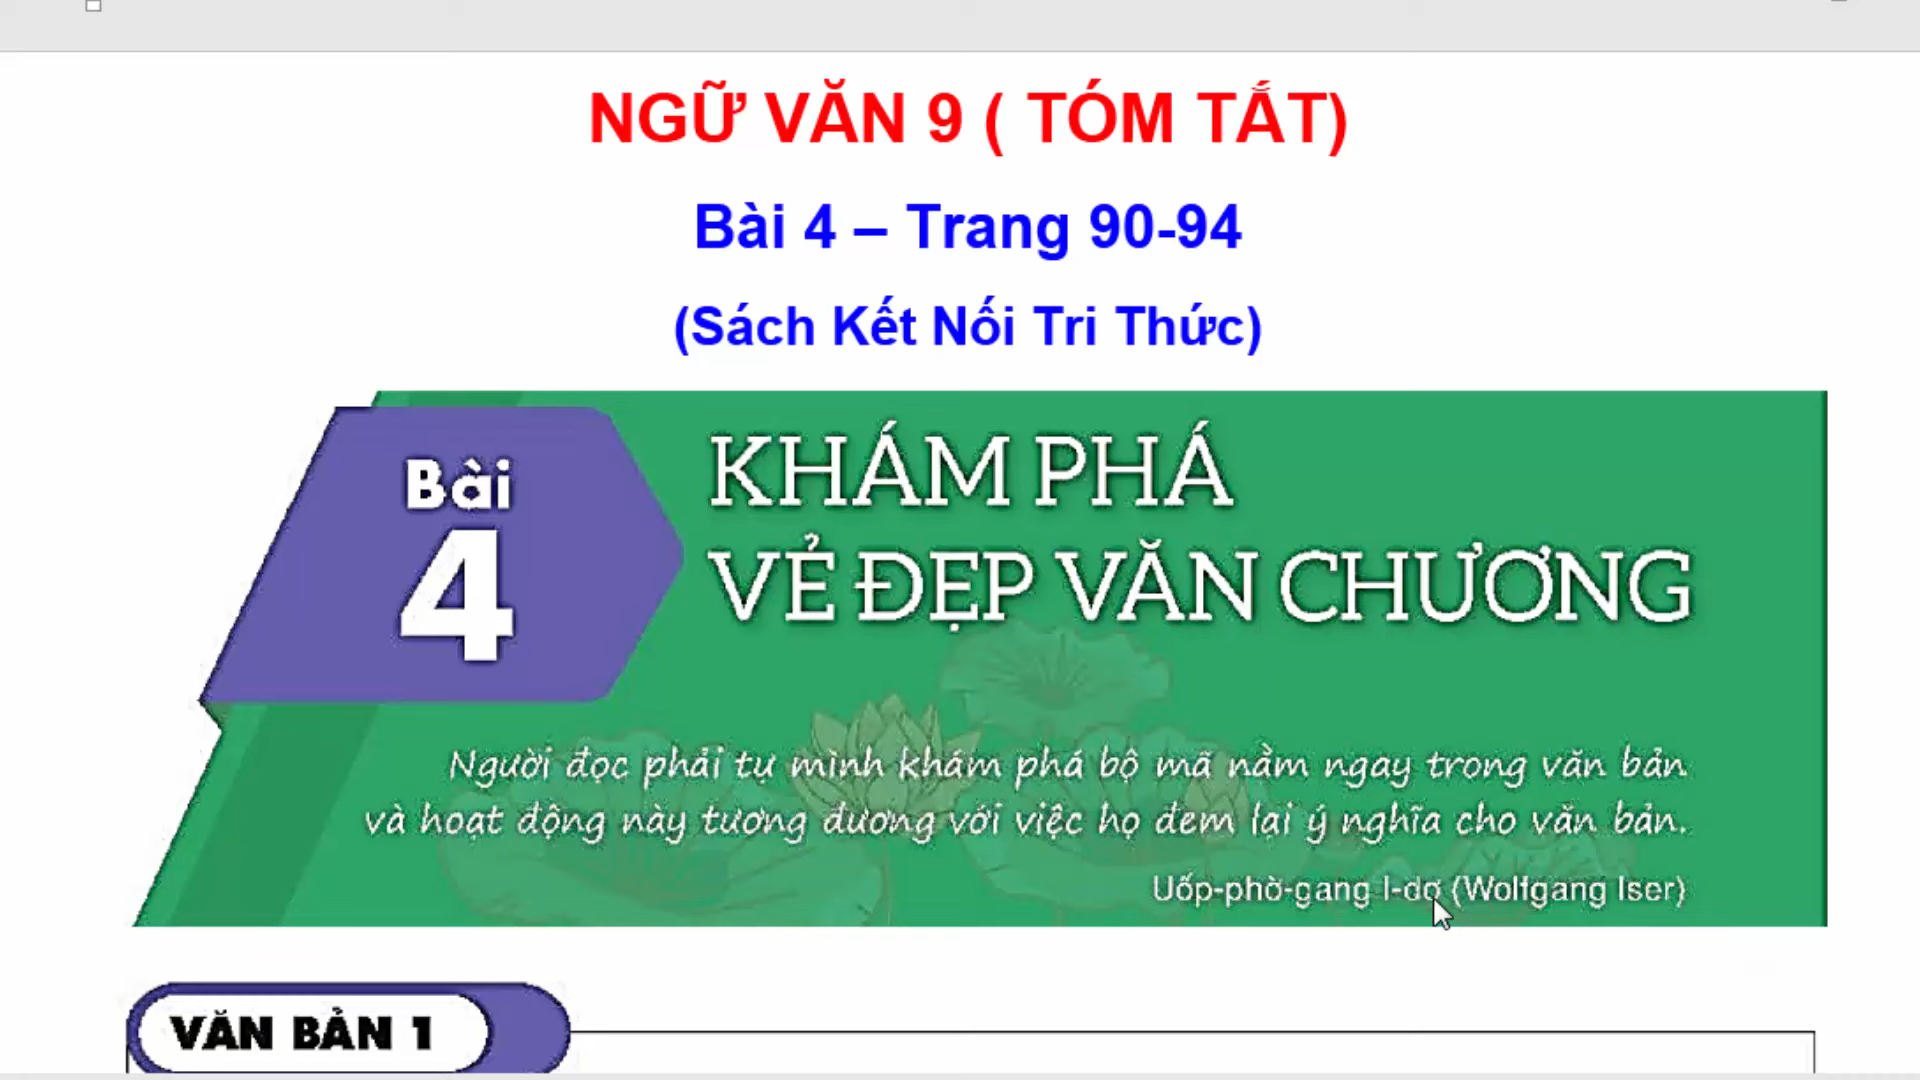 NGỮ VĂN 9 ( TÓM TẮT)
Bài 4 – Trang 90-94
(Sách Kết Nối Tri Thức)
Bài
4
KHÁM PHÁ
VẺ ĐẸP VĂN CHƯƠNG
Người đọc phải tự mình khám phá bộ mã nằm ngay trong văn bản
và hoạt động này tương đương với việc họ đem lại ý nghĩa cho văn bản.
Uốp-phờ-gang I-dơ (Wolfgang Iser)
VĂN BẢN 1